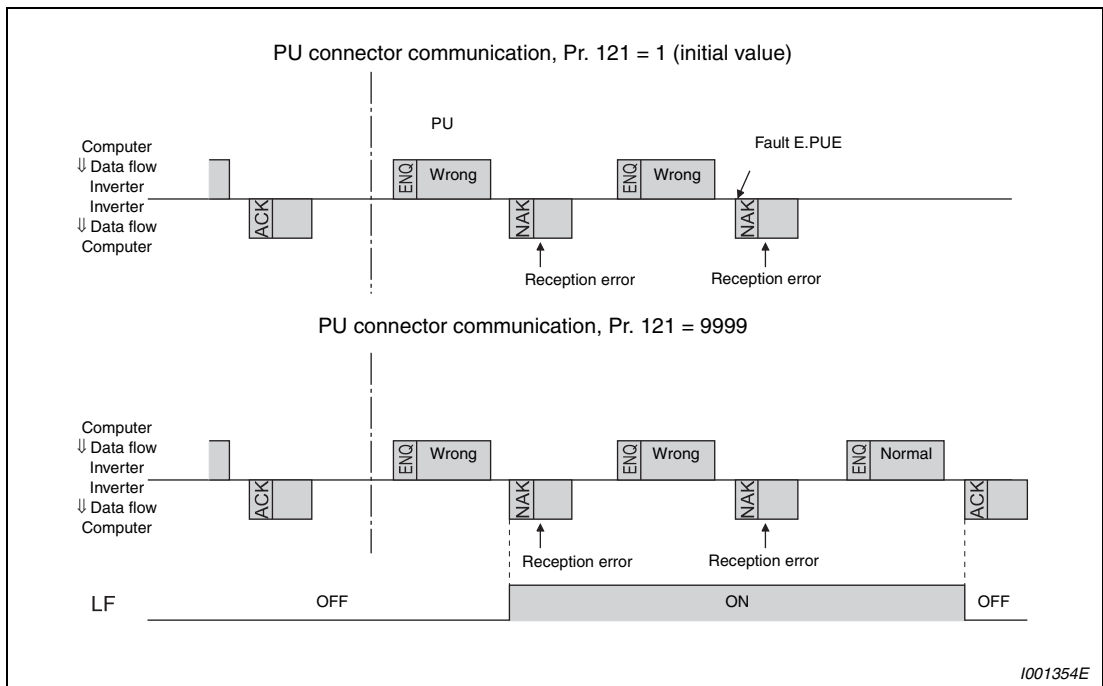 PU connector communication, Pr. 121 = 1 (initial value)
PU
Fault E.PUE
Computer
⇓ Data flow
Inverter
Inverter
⇓ Data flow
Computer
ENQ Wrong ENQ Wrong
ACK NAK NAK
Reception error Reception error
PU connector communication, Pr. 121 = 9999
Computer
⇓ Data flow
Inverter
Inverter
⇓ Data flow
Computer
ENQ Wrong ENQ Wrong ENQ Normal
ACK NAK NAK ACK
Reception error Reception error
LF OFF ON OFF
I001354E